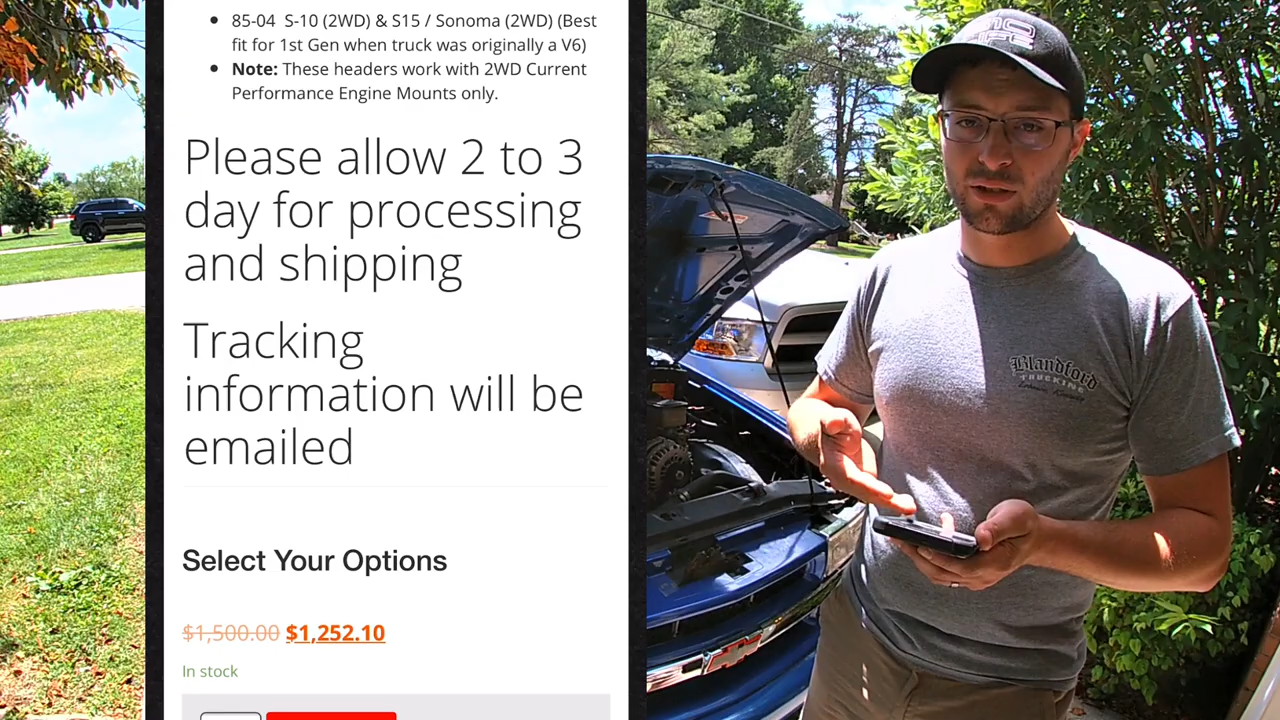 85-04 S-10 (2WD) & S15 / Sonoma (2WD) (Best
fit for 1st Gen when truck was originally a V6)
Note: These headers work with 2WD Current
Performance Engine Mounts only.
Please allow 2 to 3
day for processing
and shipping
Tracking
information will be
emailed
Select Your Options
$1,500.00 $1,252.10
In stock
Blandford
TRUCKING